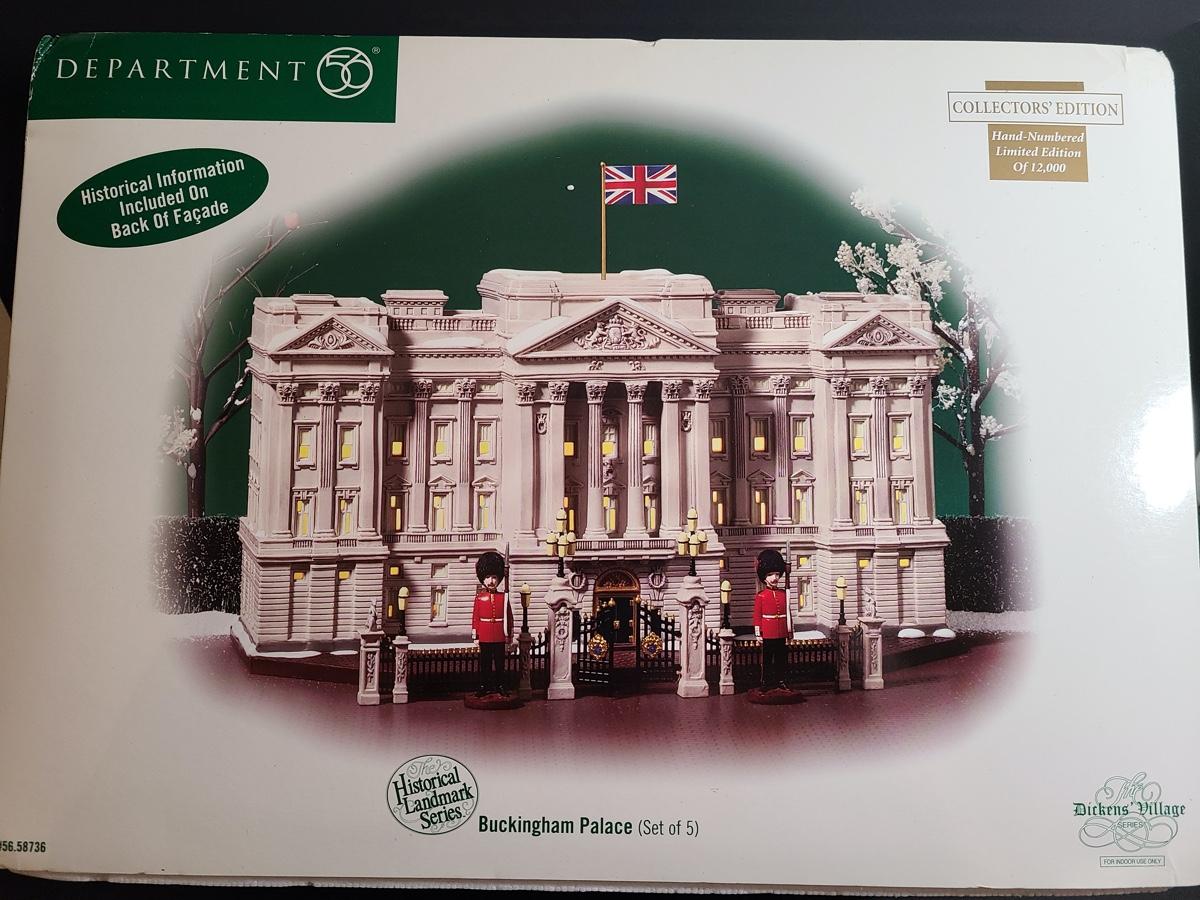 DEPARTMENT 56®
COLLECTORS' EDITION
Hand-Numbered
Limited Edition
Of 12,000
Historical Information
Included On
Back Of Façade
The
Historical
Landmark
Series™
Buckingham Palace (Set of 5)
The
Dickens' Village
SERIES®
FOR INDOOR USE ONLY
#56.58736